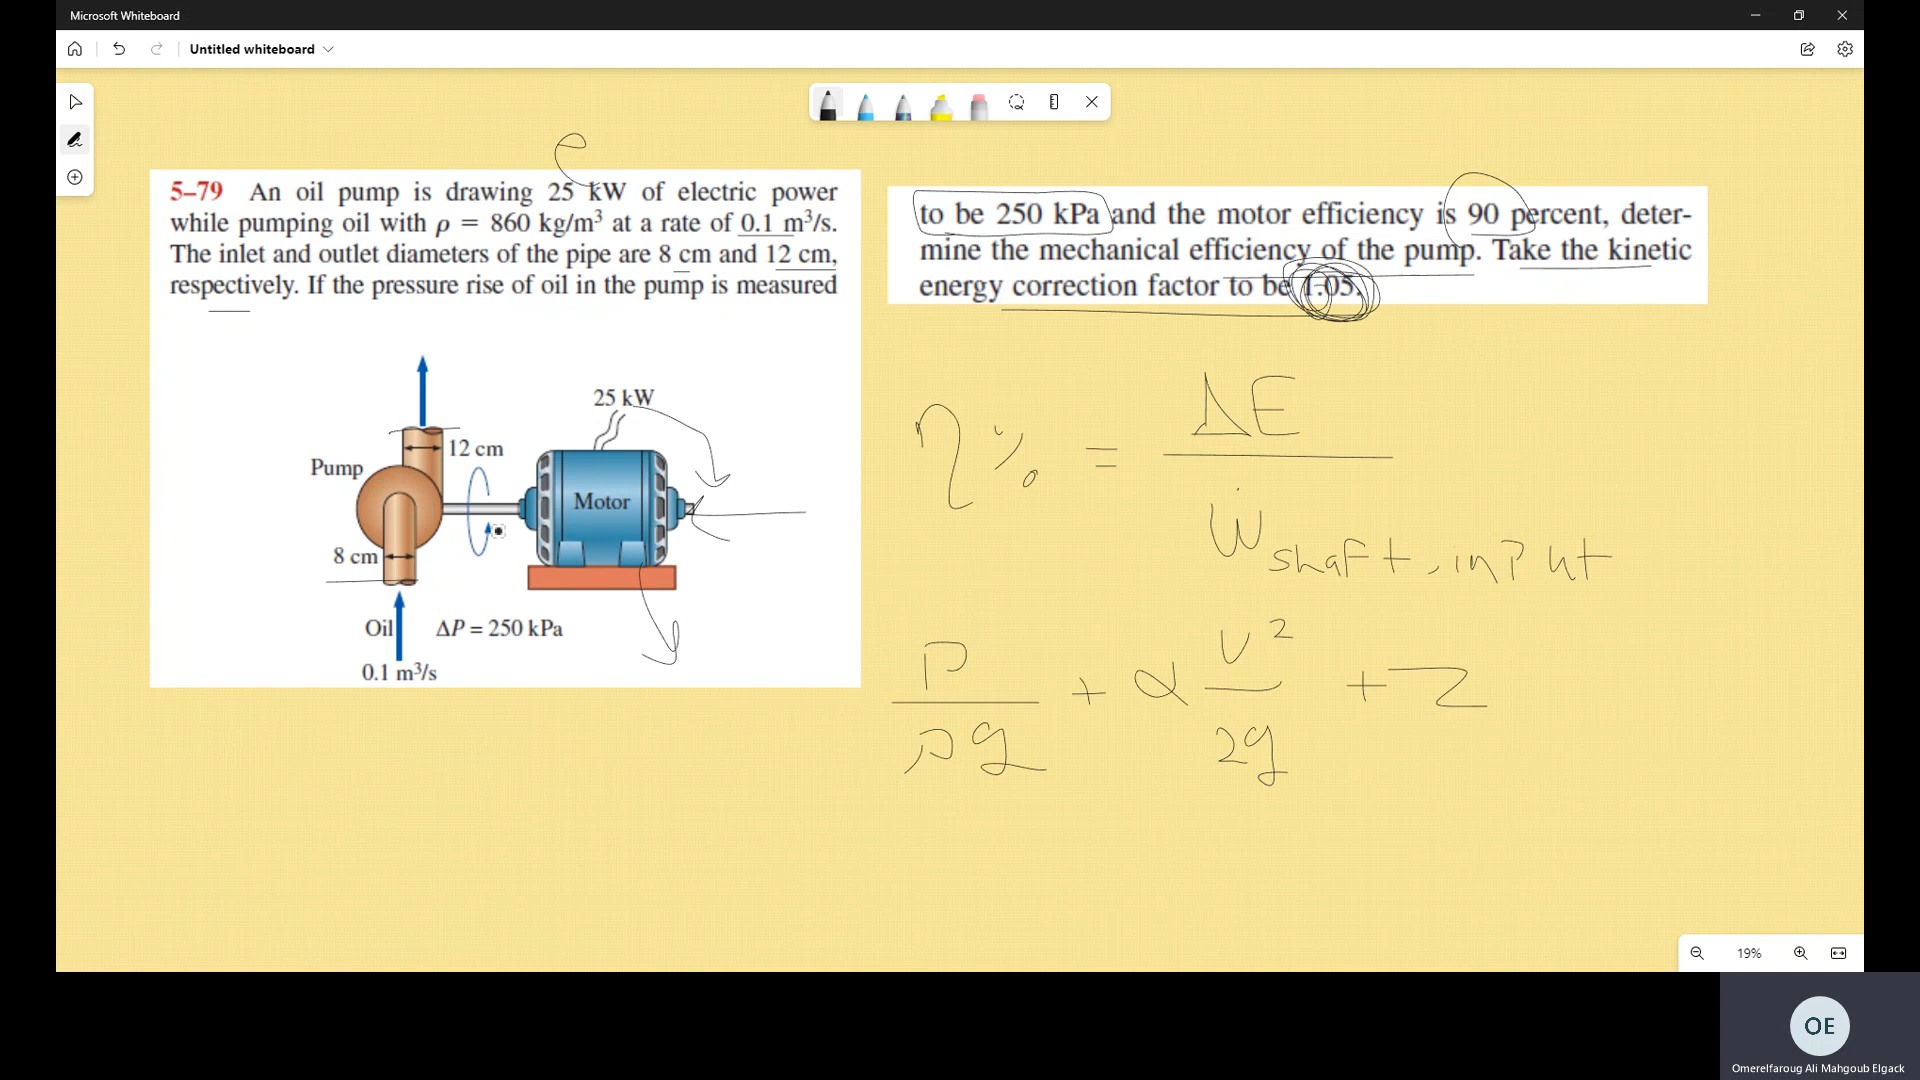 Microsoft Whiteboard
Untitled whiteboard
5–79 An oil pump is drawing 25 kW of electric power
while pumping oil with ρ = 860 kg/m³ at a rate of 0.1 m³/s.
The inlet and outlet diameters of the pipe are 8 cm and 12 cm,
respectively. If the pressure rise of oil in the pump is measured
to be 250 kPa and the motor efficiency is 90 percent, deter-
mine the mechanical efficiency of the pump. Take the kinetic
energy correction factor to be 1.05.
25 kW
12 cm
Pump
Motor
8 cm
Oil
ΔP = 250 kPa
0.1 m³/s
η% = ΔE / Ẇ shaft, input
P / ρg + α V² / 2g + Z
19%
OE
Omerelfaroug Ali Mahgoub Elgack